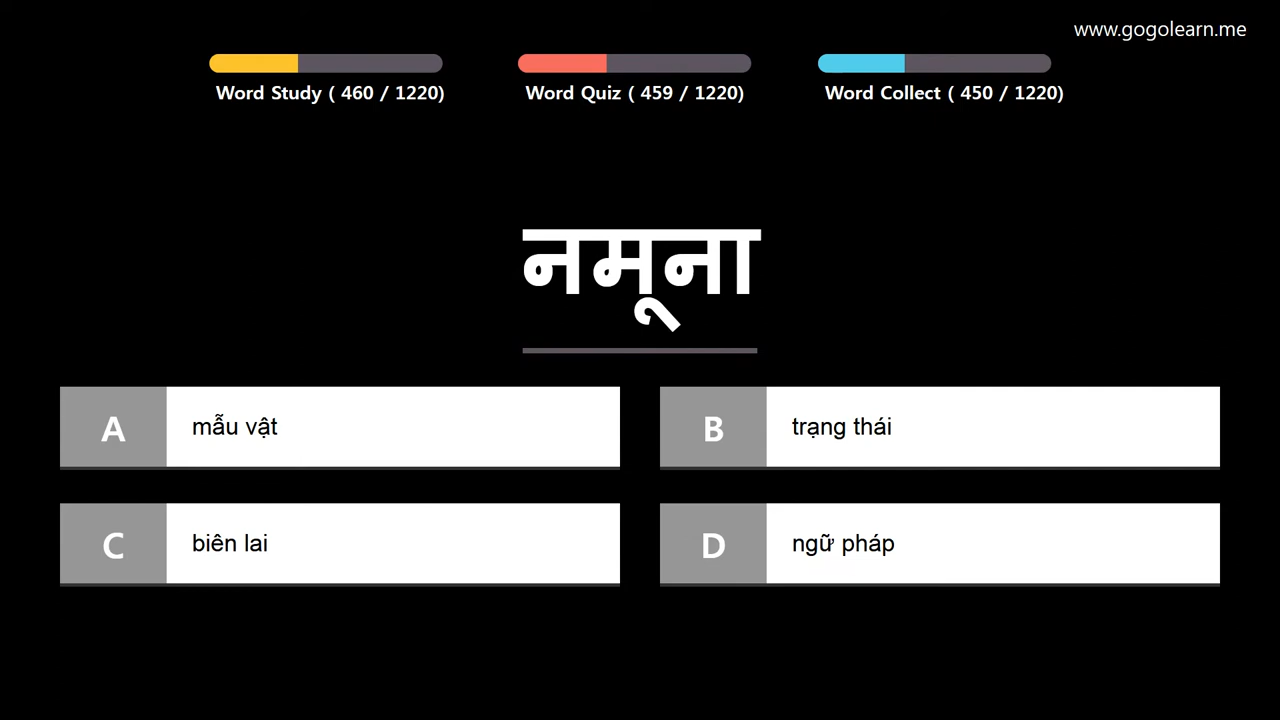 www.gogolearn.me
Word Study ( 460 / 1220)
Word Quiz ( 459 / 1220)
Word Collect ( 450 / 1220)
नमूना
A mẫu vật
B trạng thái
C biên lai
D ngữ pháp